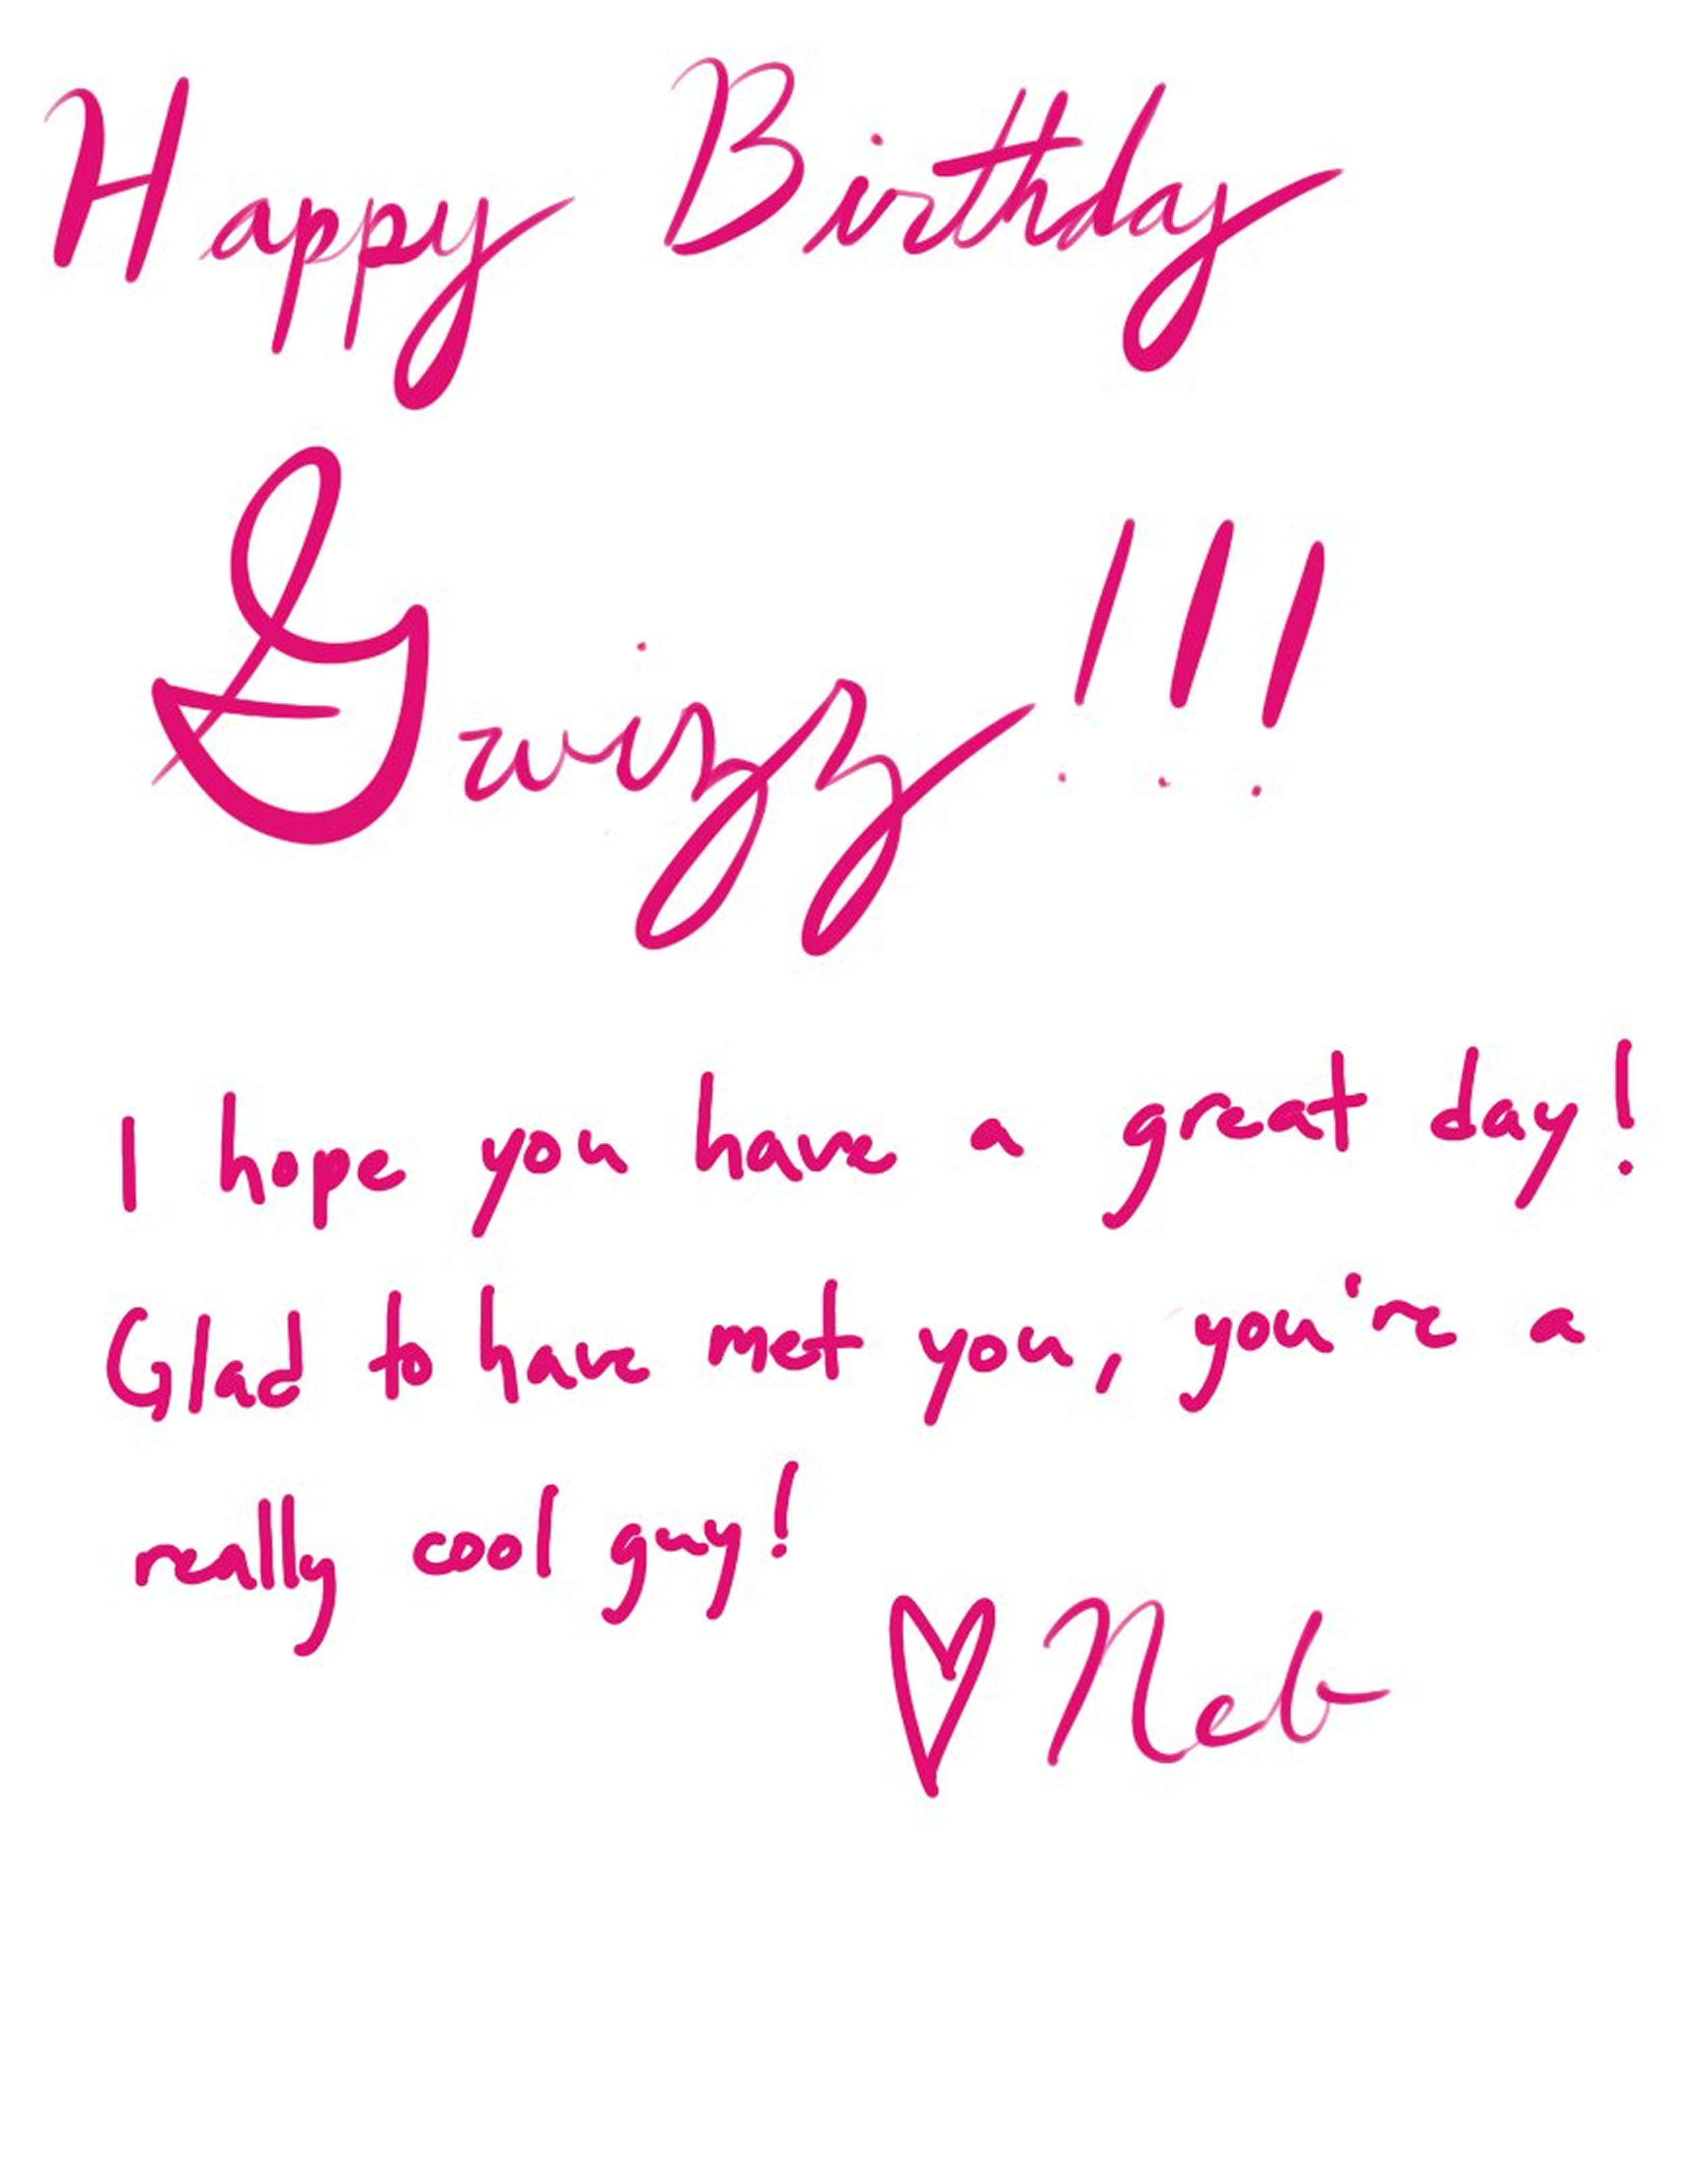 Happy Birthday
Gwizz!!!
I hope you have a great day!
Glad to have met you, you're a
really cool guy!
♡ Neb